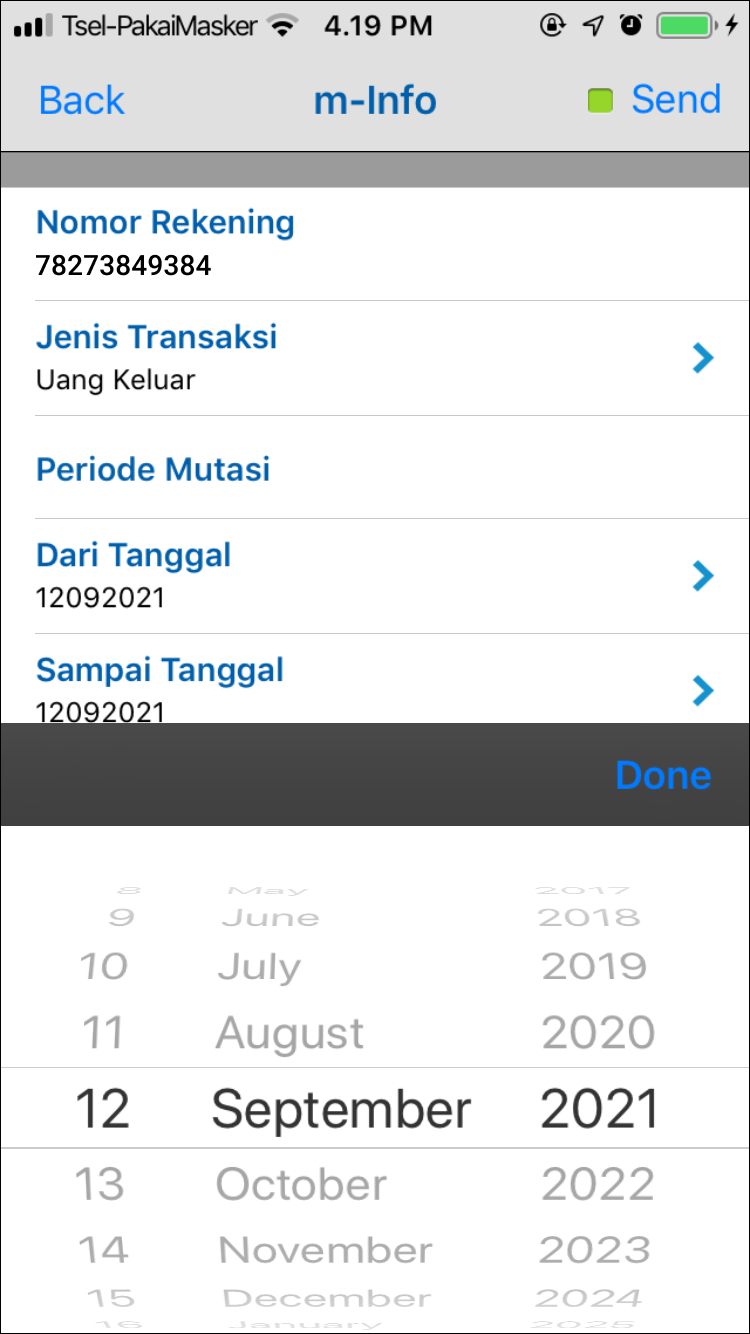 Tsel-PakaiMasker 4.19 PM
Back m-Info Send
Nomor Rekening
78273849384
Jenis Transaksi
Uang Keluar
Periode Mutasi
Dari Tanggal
12092021
Sampai Tanggal
12092021
Done
8 May 2017
9 June 2018
10 July 2019
11 August 2020
12 September 2021
13 October 2022
14 November 2023
15 December 2024
16 January 2025